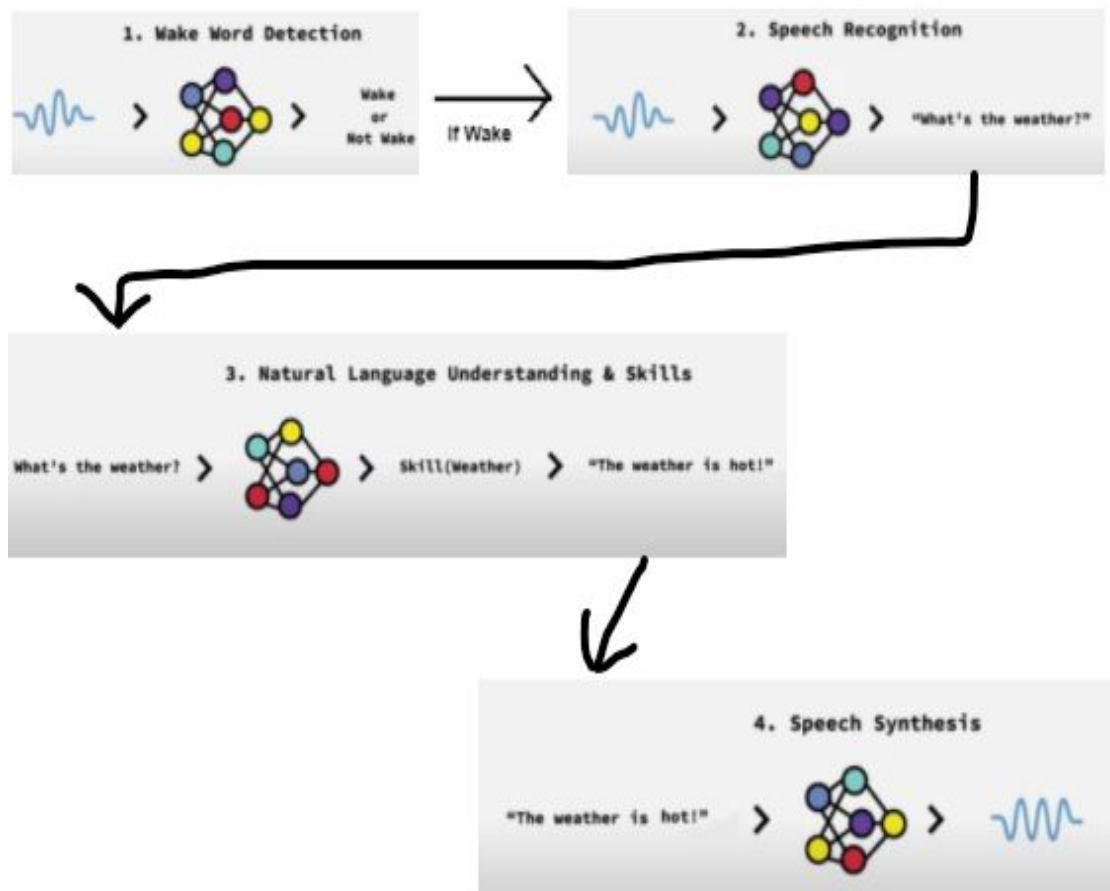 1. Wake Word Detection
Wake
or
Not Wake
If Wake
2. Speech Recognition
“What's the weather?”
3. Natural Language Understanding & Skills
What's the weather?
Skill(Weather)
“The weather is hot!”
4. Speech Synthesis
“The weather is hot!”